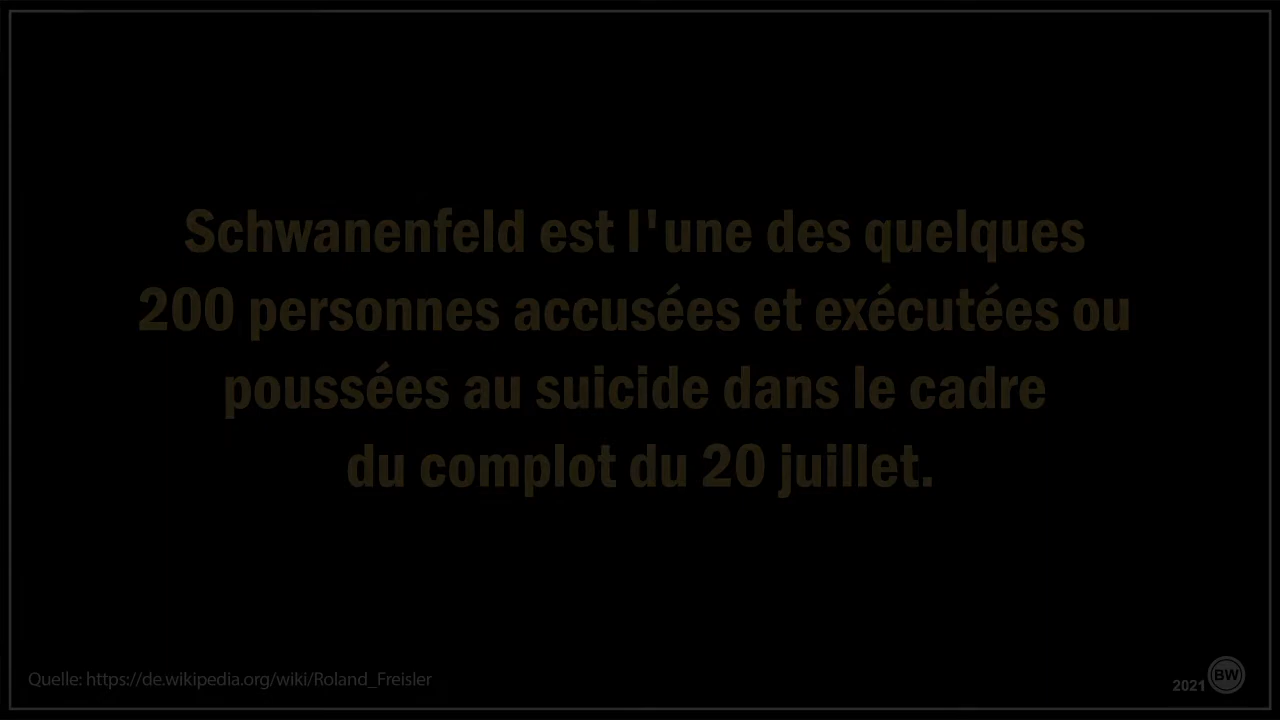 Schwanenfeld est l'une des quelques
200 personnes accusées et exécutées ou
poussées au suicide dans le cadre
du complot du 20 juillet.
Quelle: https://de.wikipedia.org/wiki/Roland_Freisler
2021 BW